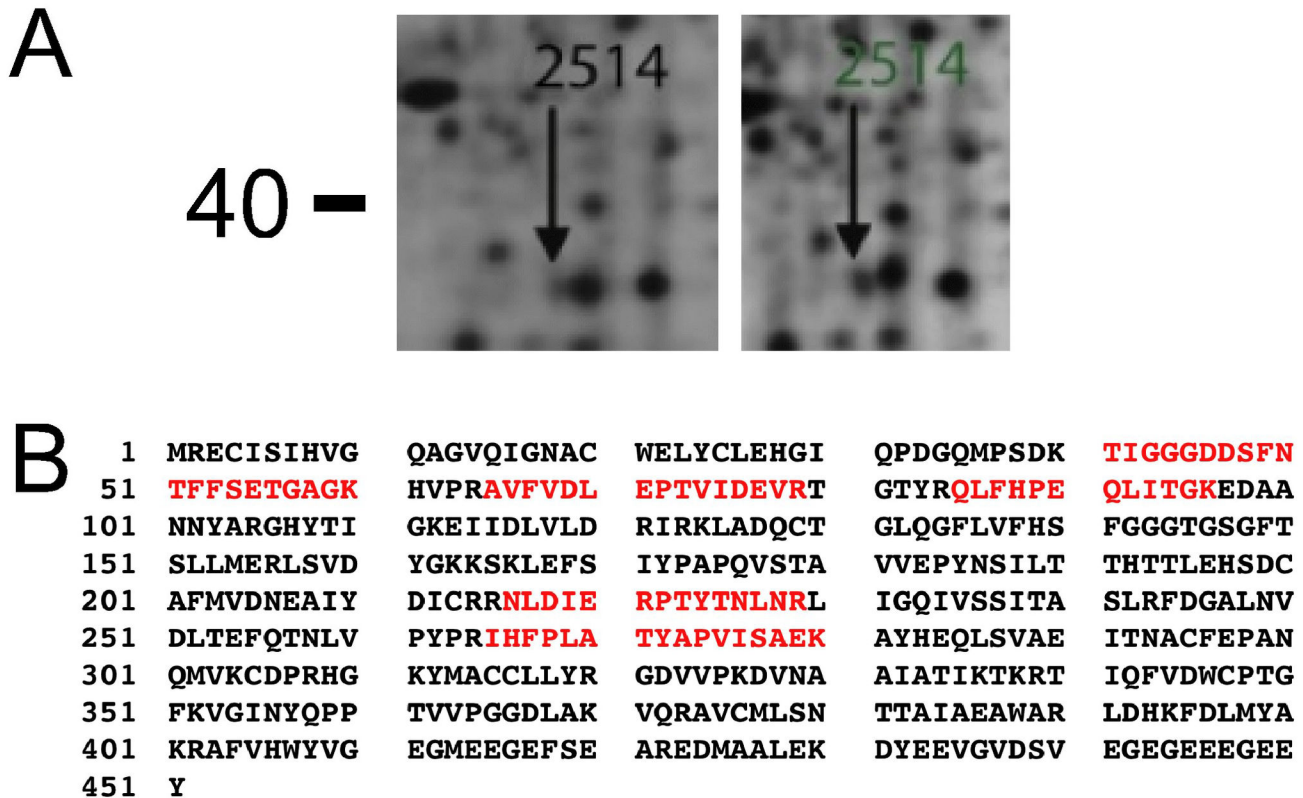 A
2514 2514
40
B
1 MRECISIHVG QAGVQIGNAC WELYCLEHGI QPDGQMPSDK TIGGGDDSFN
51 TFFSETGAGK HVPRAVFVDL EPTVIDEVRT GTYRQLFHPE QLITGKEDAA
101 NNYARGHYTI GKEIIDLVLD RIRKLADQCT GLQGFLVFHS FGGGTGSGFT
151 SLLMERLSVD YGKKSKLEFS IYPAPQVSTA VVEPYNSILT THTTLEHSDC
201 AFMVDNEAIY DICRRNLDIE RPTYTNLNRL IGQIVSSITA SLRFDGALNV
251 DLTEFQTNLV PYPRIHFPLA TYAPVISAEK AYHEQLSVAE ITNACFEPAN
301 QMVKCDPRHG KYMACCLLYR GDVVPKDVNA AIATIKTKRT IQFVDWCPTG
351 FKVGINYQPP TVVPGGDLAK VQRAVCMLSN TTAIAEAWAR LDHKFDLMYA
401 KRAFVHWYVG EGMEEGEFSE AREDMAALEK DYEEVGVDSV EGEGEEEGEE
451 Y